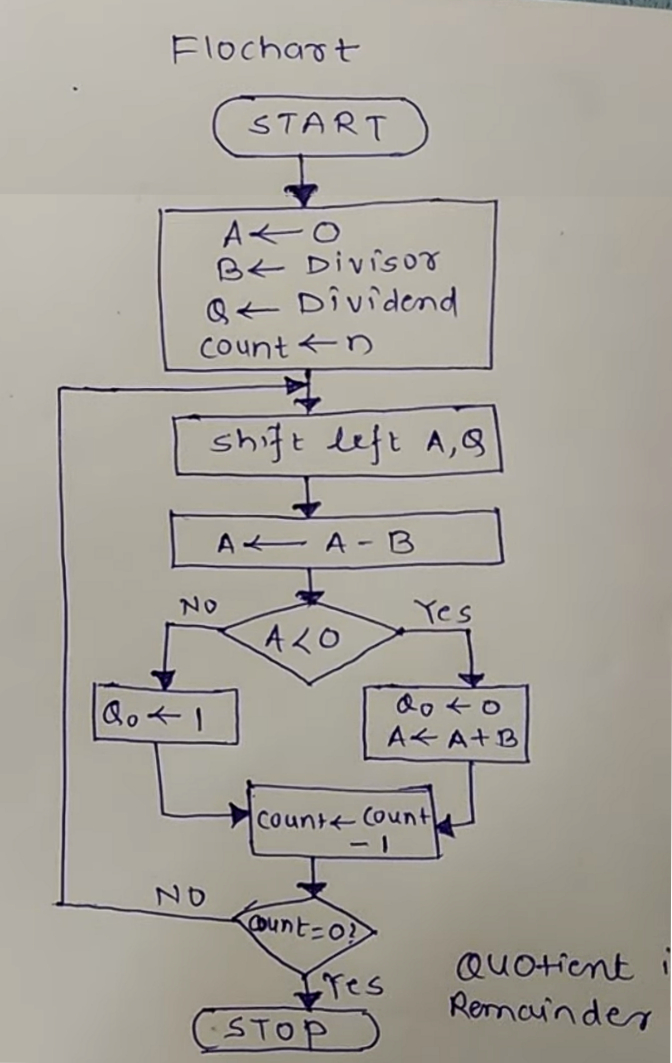 Flochart
START
A ← 0
B ← Divisor
Q ← Dividend
count ← n
shift left A, Q
A ← A - B
NO
Yes
A < 0
Q0 ← 1
Q0 ← 0
A ← A + B
count ← count
- 1
NO
count = 0?
Yes
STOP
Quotient i
Remainder